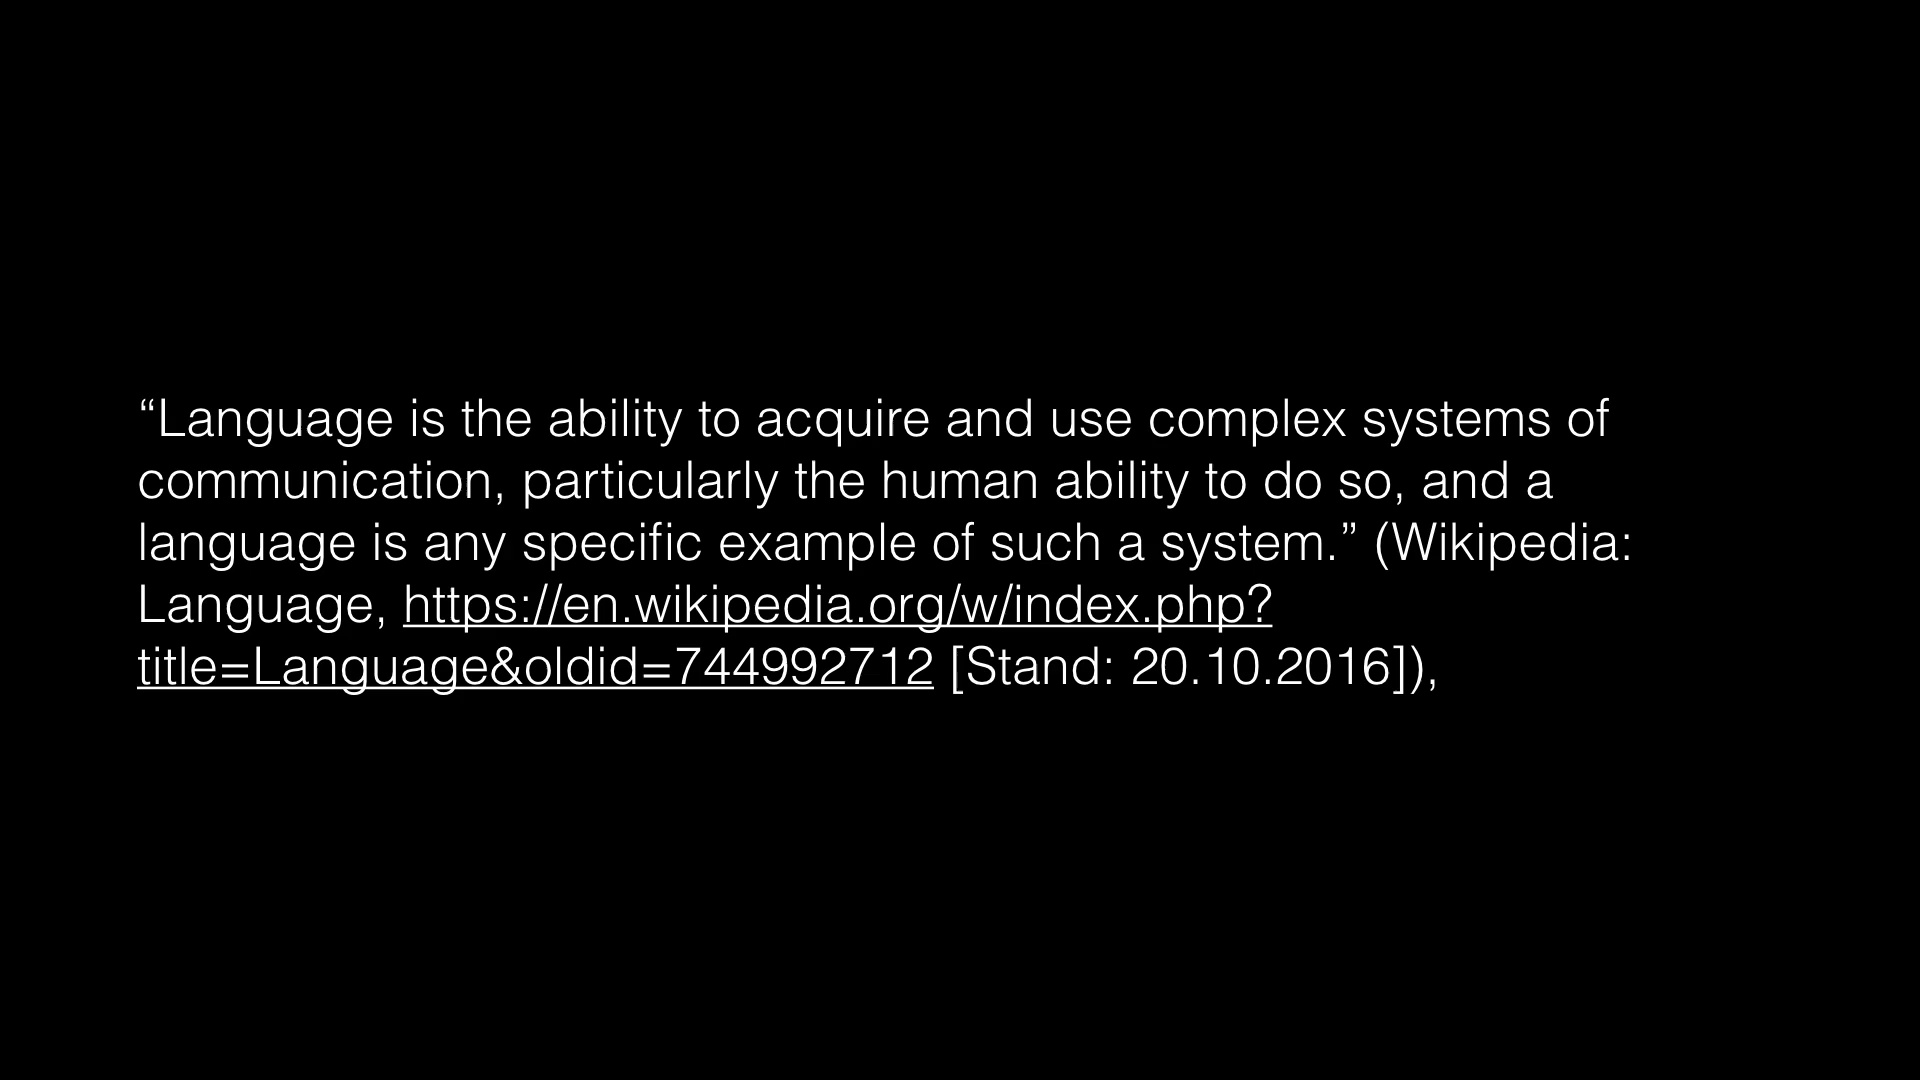 “Language is the ability to acquire and use complex systems of
communication, particularly the human ability to do so, and a
language is any specific example of such a system.” (Wikipedia:
Language, https://en.wikipedia.org/w/index.php?
title=Language&oldid=744992712 [Stand: 20.10.2016]),